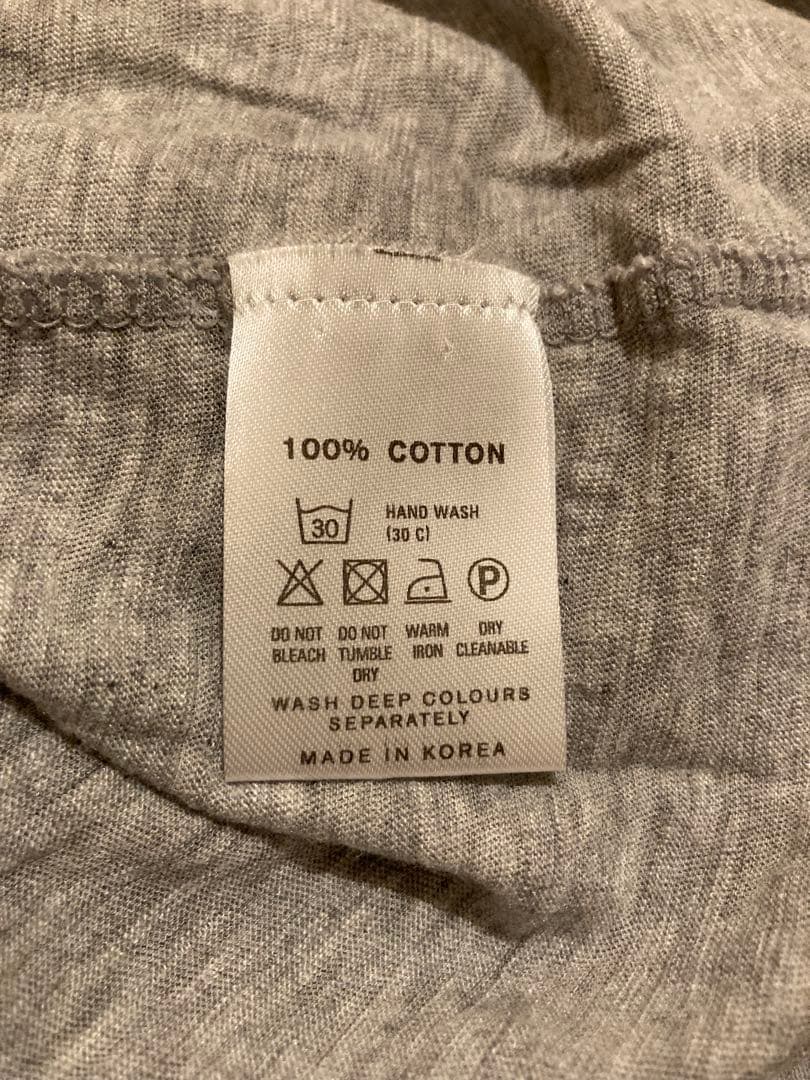 100% COTTON
30 HAND WASH
(30 C)
P
DO NOT BLEACH
DO NOT TUMBLE DRY
WARM IRON
DRY CLEANABLE
WASH DEEP COLOURS
SEPARATELY
MADE IN KOREA